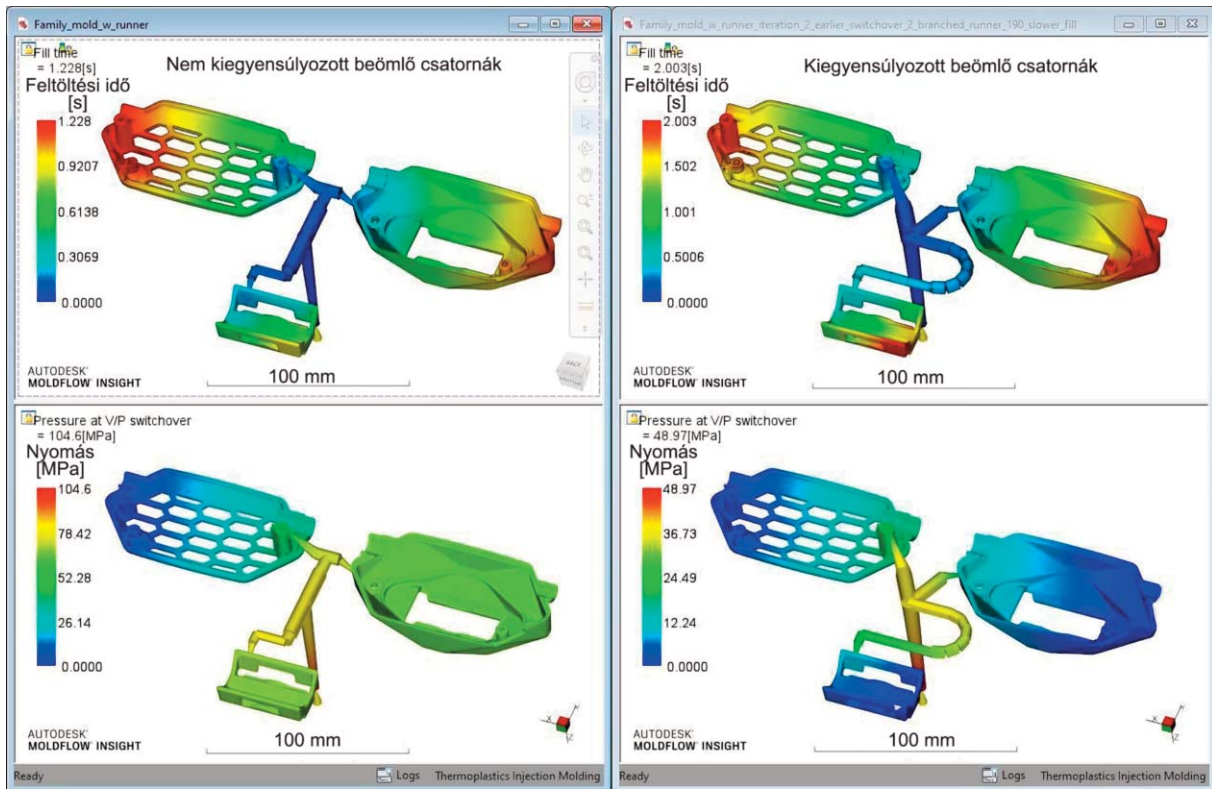 Family_mold_w_runner
Fill time
= 1.228[s]
Nem kiegyensúlyozott beömlő csatornák
Feltöltési idő
[s]
1.228
0.9207
0.6138
0.3069
0.0000
AUTODESK®
MOLDFLOW® INSIGHT
100 mm
Pressure at V/P switchover
= 104.6[MPa]
Nyomás
[MPa]
104.6
78.42
52.28
26.14
0.0000
AUTODESK®
MOLDFLOW® INSIGHT
100 mm
Ready
Logs
Thermoplastics Injection Molding
Family_mold_w_runner_iteration_2_earlier_switchover_2_branched_runner_190_slower_fill
Fill time
= 2.003[s]
Kiegyensúlyozott beömlő csatornák
Feltöltési idő
[s]
2.003
1.502
1.001
0.5006
0.0000
AUTODESK®
MOLDFLOW® INSIGHT
100 mm
Pressure at V/P switchover
= 48.97[MPa]
Nyomás
[MPa]
48.97
36.73
24.49
12.24
0.0000
AUTODESK®
MOLDFLOW® INSIGHT
100 mm
Ready
Logs
Thermoplastics Injection Molding